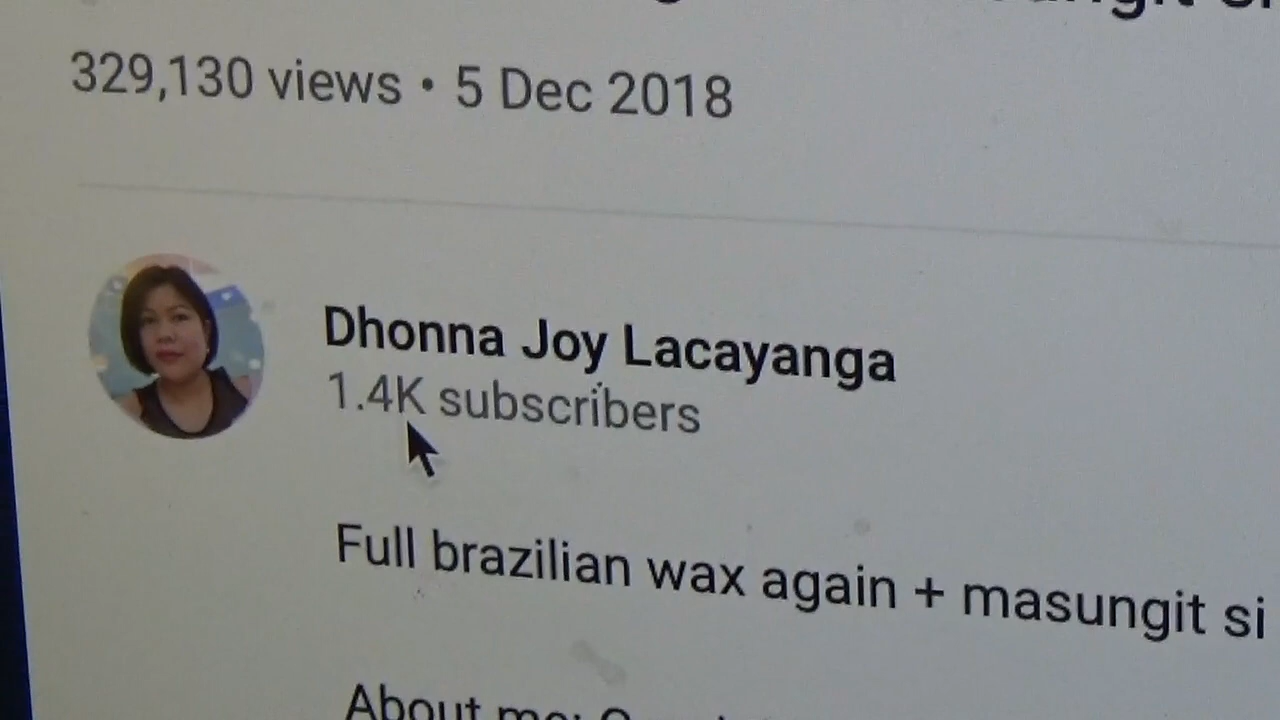 329,130 views • 5 Dec 2018
Dhonna Joy Lacayanga
1.4K subscribers
Full brazilian wax again + masungit si
About me: